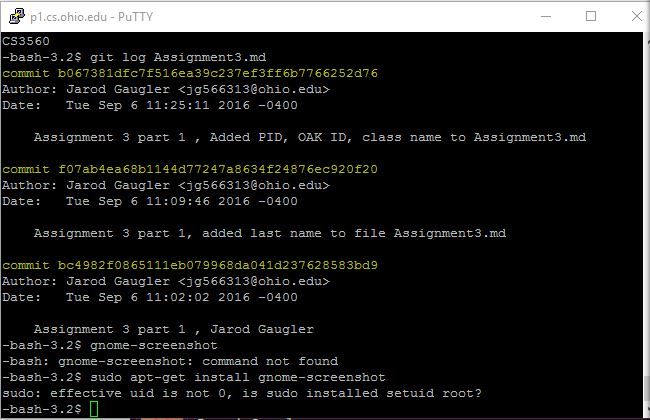 p1.cs.ohio.edu - PuTTY
CS3560
-bash-3.2$ git log Assignment3.md
commit b067381dfc7f516ea39c237ef3ff6b7766252d76
Author: Jarod Gaugler <jg566313@ohio.edu>
Date:   Tue Sep 6 11:25:11 2016 -0400
    Assignment 3 part 1 , Added PID, OAK ID, class name to Assignment3.md
commit f07ab4ea68b1144d77247a8634f24876ec920f20
Author: Jarod Gaugler <jg566313@ohio.edu>
Date:   Tue Sep 6 11:09:46 2016 -0400
    Assignment 3 part 1, added last name to file Assignment3.md
commit bc4982f0865111eb079968da041d237628583bd9
Author: Jarod Gaugler <jg566313@ohio.edu>
Date:   Tue Sep 6 11:02:02 2016 -0400
    Assignment 3 part 1 , Jarod Gaugler
-bash-3.2$ gnome-screenshot
-bash: gnome-screenshot: command not found
-bash-3.2$ sudo apt-get install gnome-screenshot
sudo: effective uid is not 0, is sudo installed setuid root?
-bash-3.2$